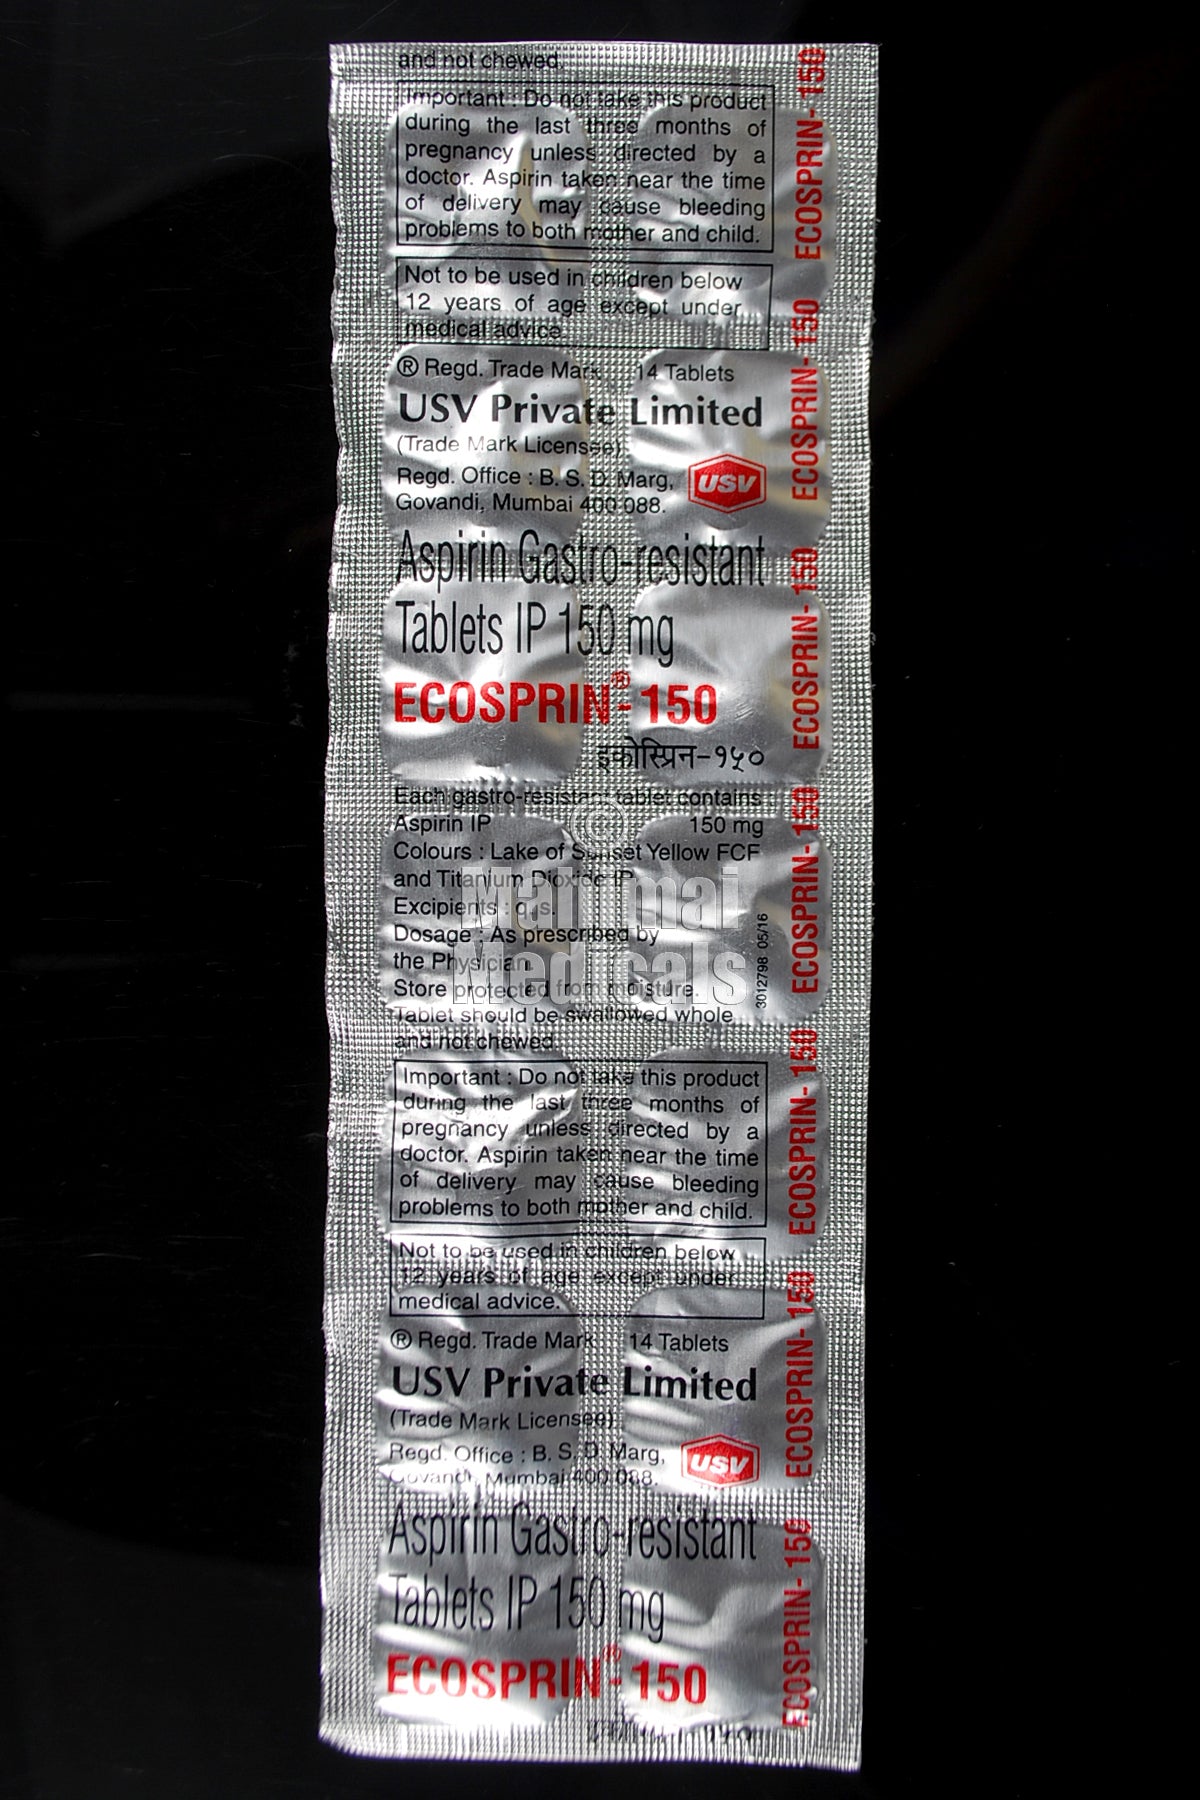 and not chewed.
Important : Do not take this product
during the last three months of
pregnancy unless directed by a
doctor. Aspirin taken near the time
of delivery may cause bleeding
problems to both mother and child.
Not to be used in children below
12 years of age except under
medical advice.
® Regd. Trade Mark 14 Tablets
USV Private Limited
(Trade Mark Licensee)
Regd. Office : B. S. D. Marg,
Govandi, Mumbai 400 088.
USV
Aspirin Gastro-resistant
Tablets IP 150 mg
ECOSPRIN®- 150
इकोस्प्रिन-१५०
Each gastro-resistant tablet contains :
Aspirin IP 150 mg
Colours : Lake of Sunset Yellow FCF
and Titanium Dioxide IP
Excipients : q.s.
Dosage : As prescribed by
the Physician.
Store protected from moisture.
Tablet should be swallowed whole
and not chewed.
3012798 05/16
©
Medicals
Important : Do not take this product
during the last three months of
pregnancy unless directed by a
doctor. Aspirin taken near the time
of delivery may cause bleeding
problems to both mother and child.
Not to be used in children below
12 years of age except under
medical advice.
® Regd. Trade Mark 14 Tablets
USV Private Limited
(Trade Mark Licensee)
Regd. Office : B. S. D. Marg,
Govandi, Mumbai 400 088.
USV
Aspirin Gastro-resistant
Tablets IP 150 mg
ECOSPRIN®- 150
ECOSPRIN- 150
ECOSPRIN- 150
ECOSPRIN- 150
ECOSPRIN- 150
ECOSPRIN- 150
ECOSPRIN- 150
ECOSPRIN- 150